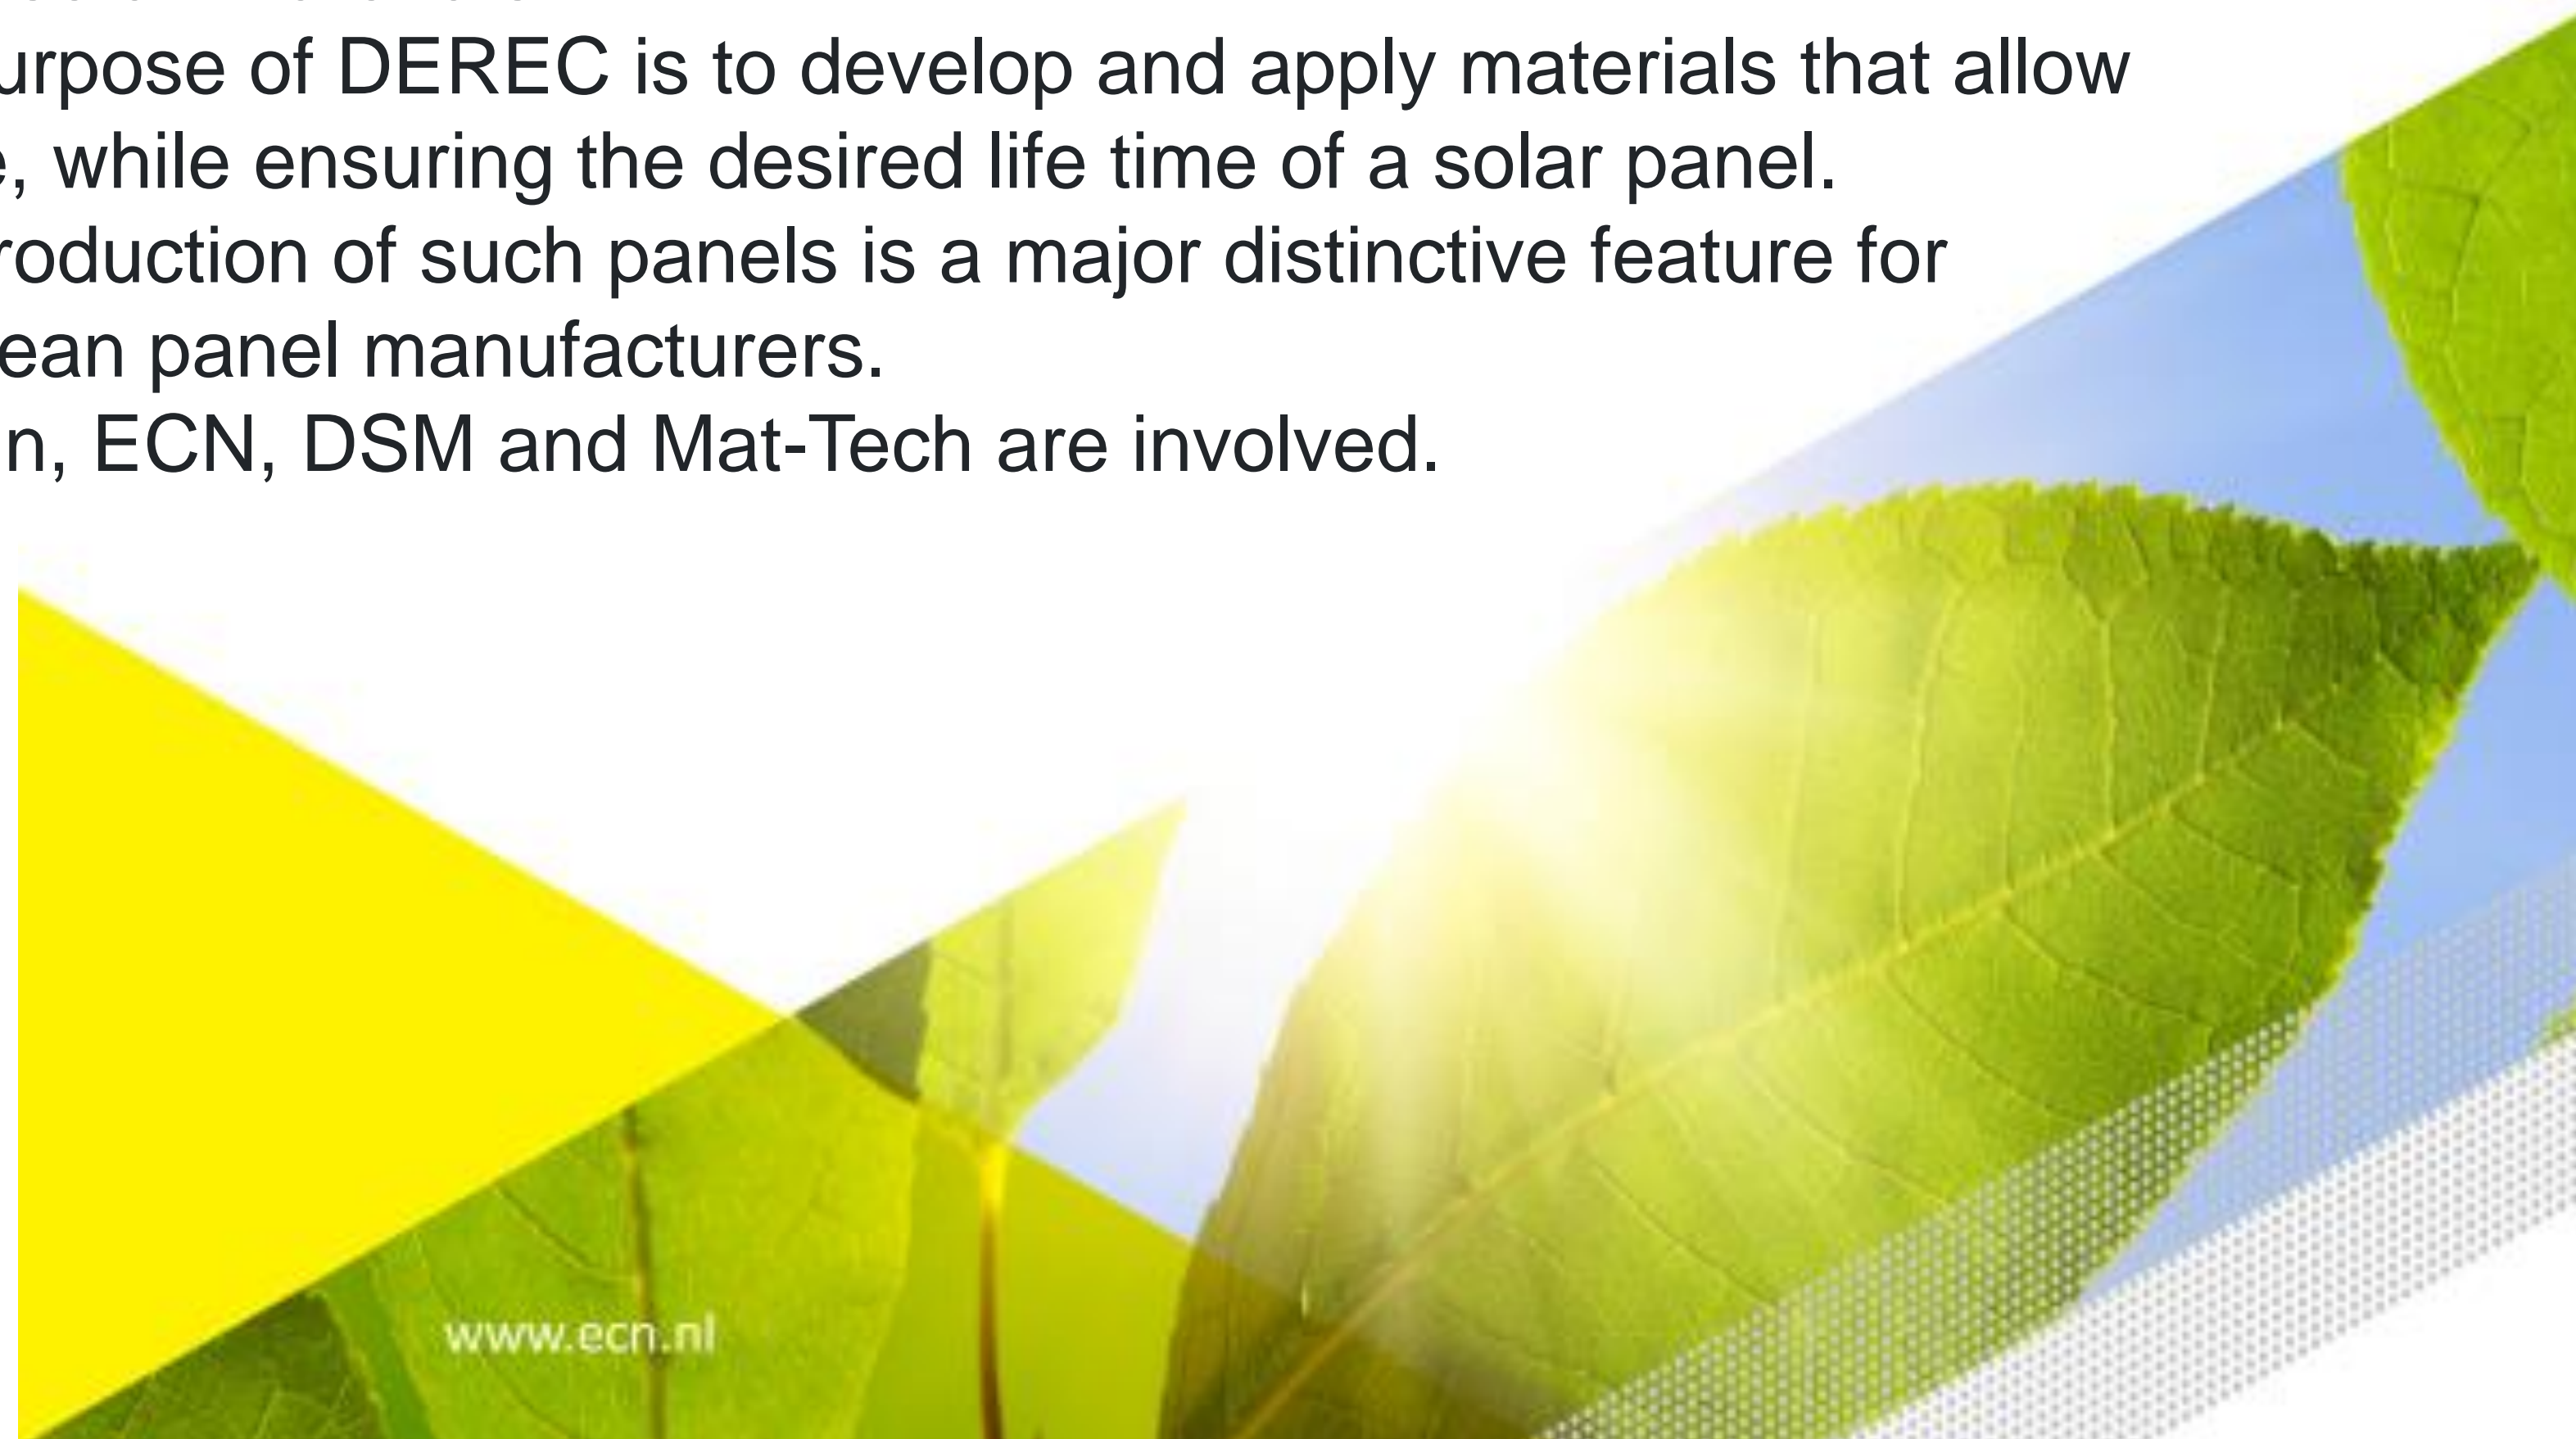 urpose of DEREC is to develop and apply materials that allow
e, while ensuring the desired life time of a solar panel.
roduction of such panels is a major distinctive feature for
ean panel manufacturers.
n, ECN, DSM and Mat-Tech are involved.
www.ecn.nl